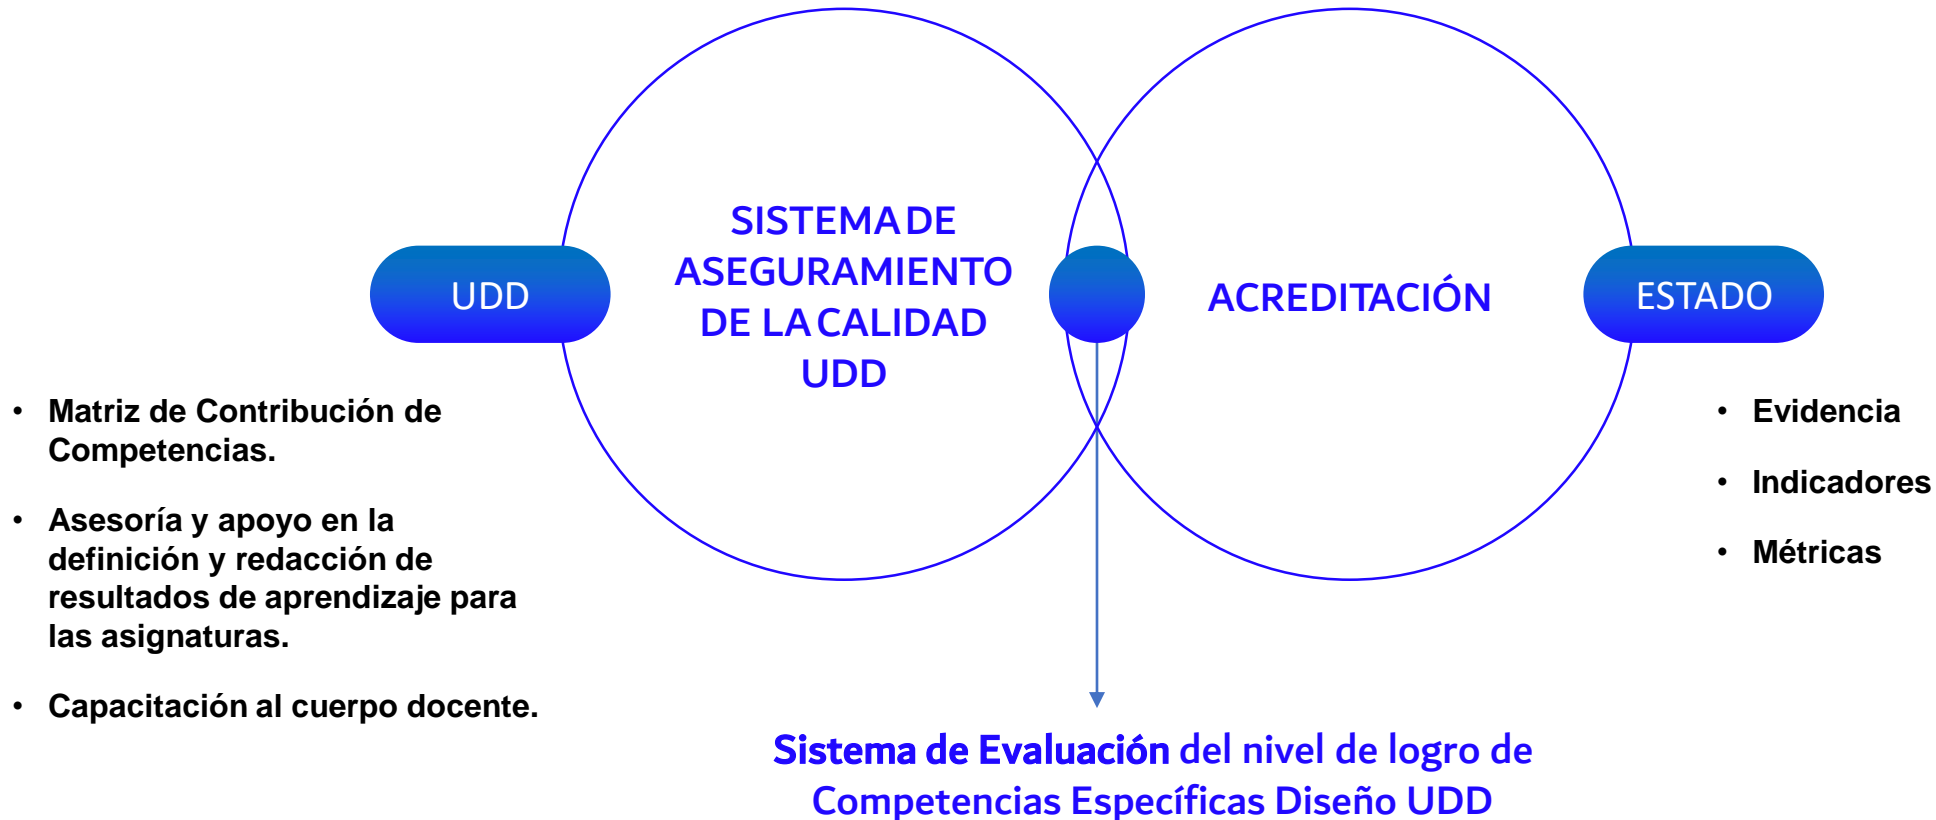 SISTEMA DE
ASEGURAMIENTO
DE LA CALIDAD
UDD
UDD
ACREDITACIÓN
ESTADO
• Matriz de Contribución de
Competencias.
• Asesoría y apoyo en la
definición y redacción de
resultados de aprendizaje para
las asignaturas.
• Capacitación al cuerpo docente.
• Evidencia
• Indicadores
• Métricas
Sistema de Evaluación del nivel de logro de
Competencias Específicas Diseño UDD